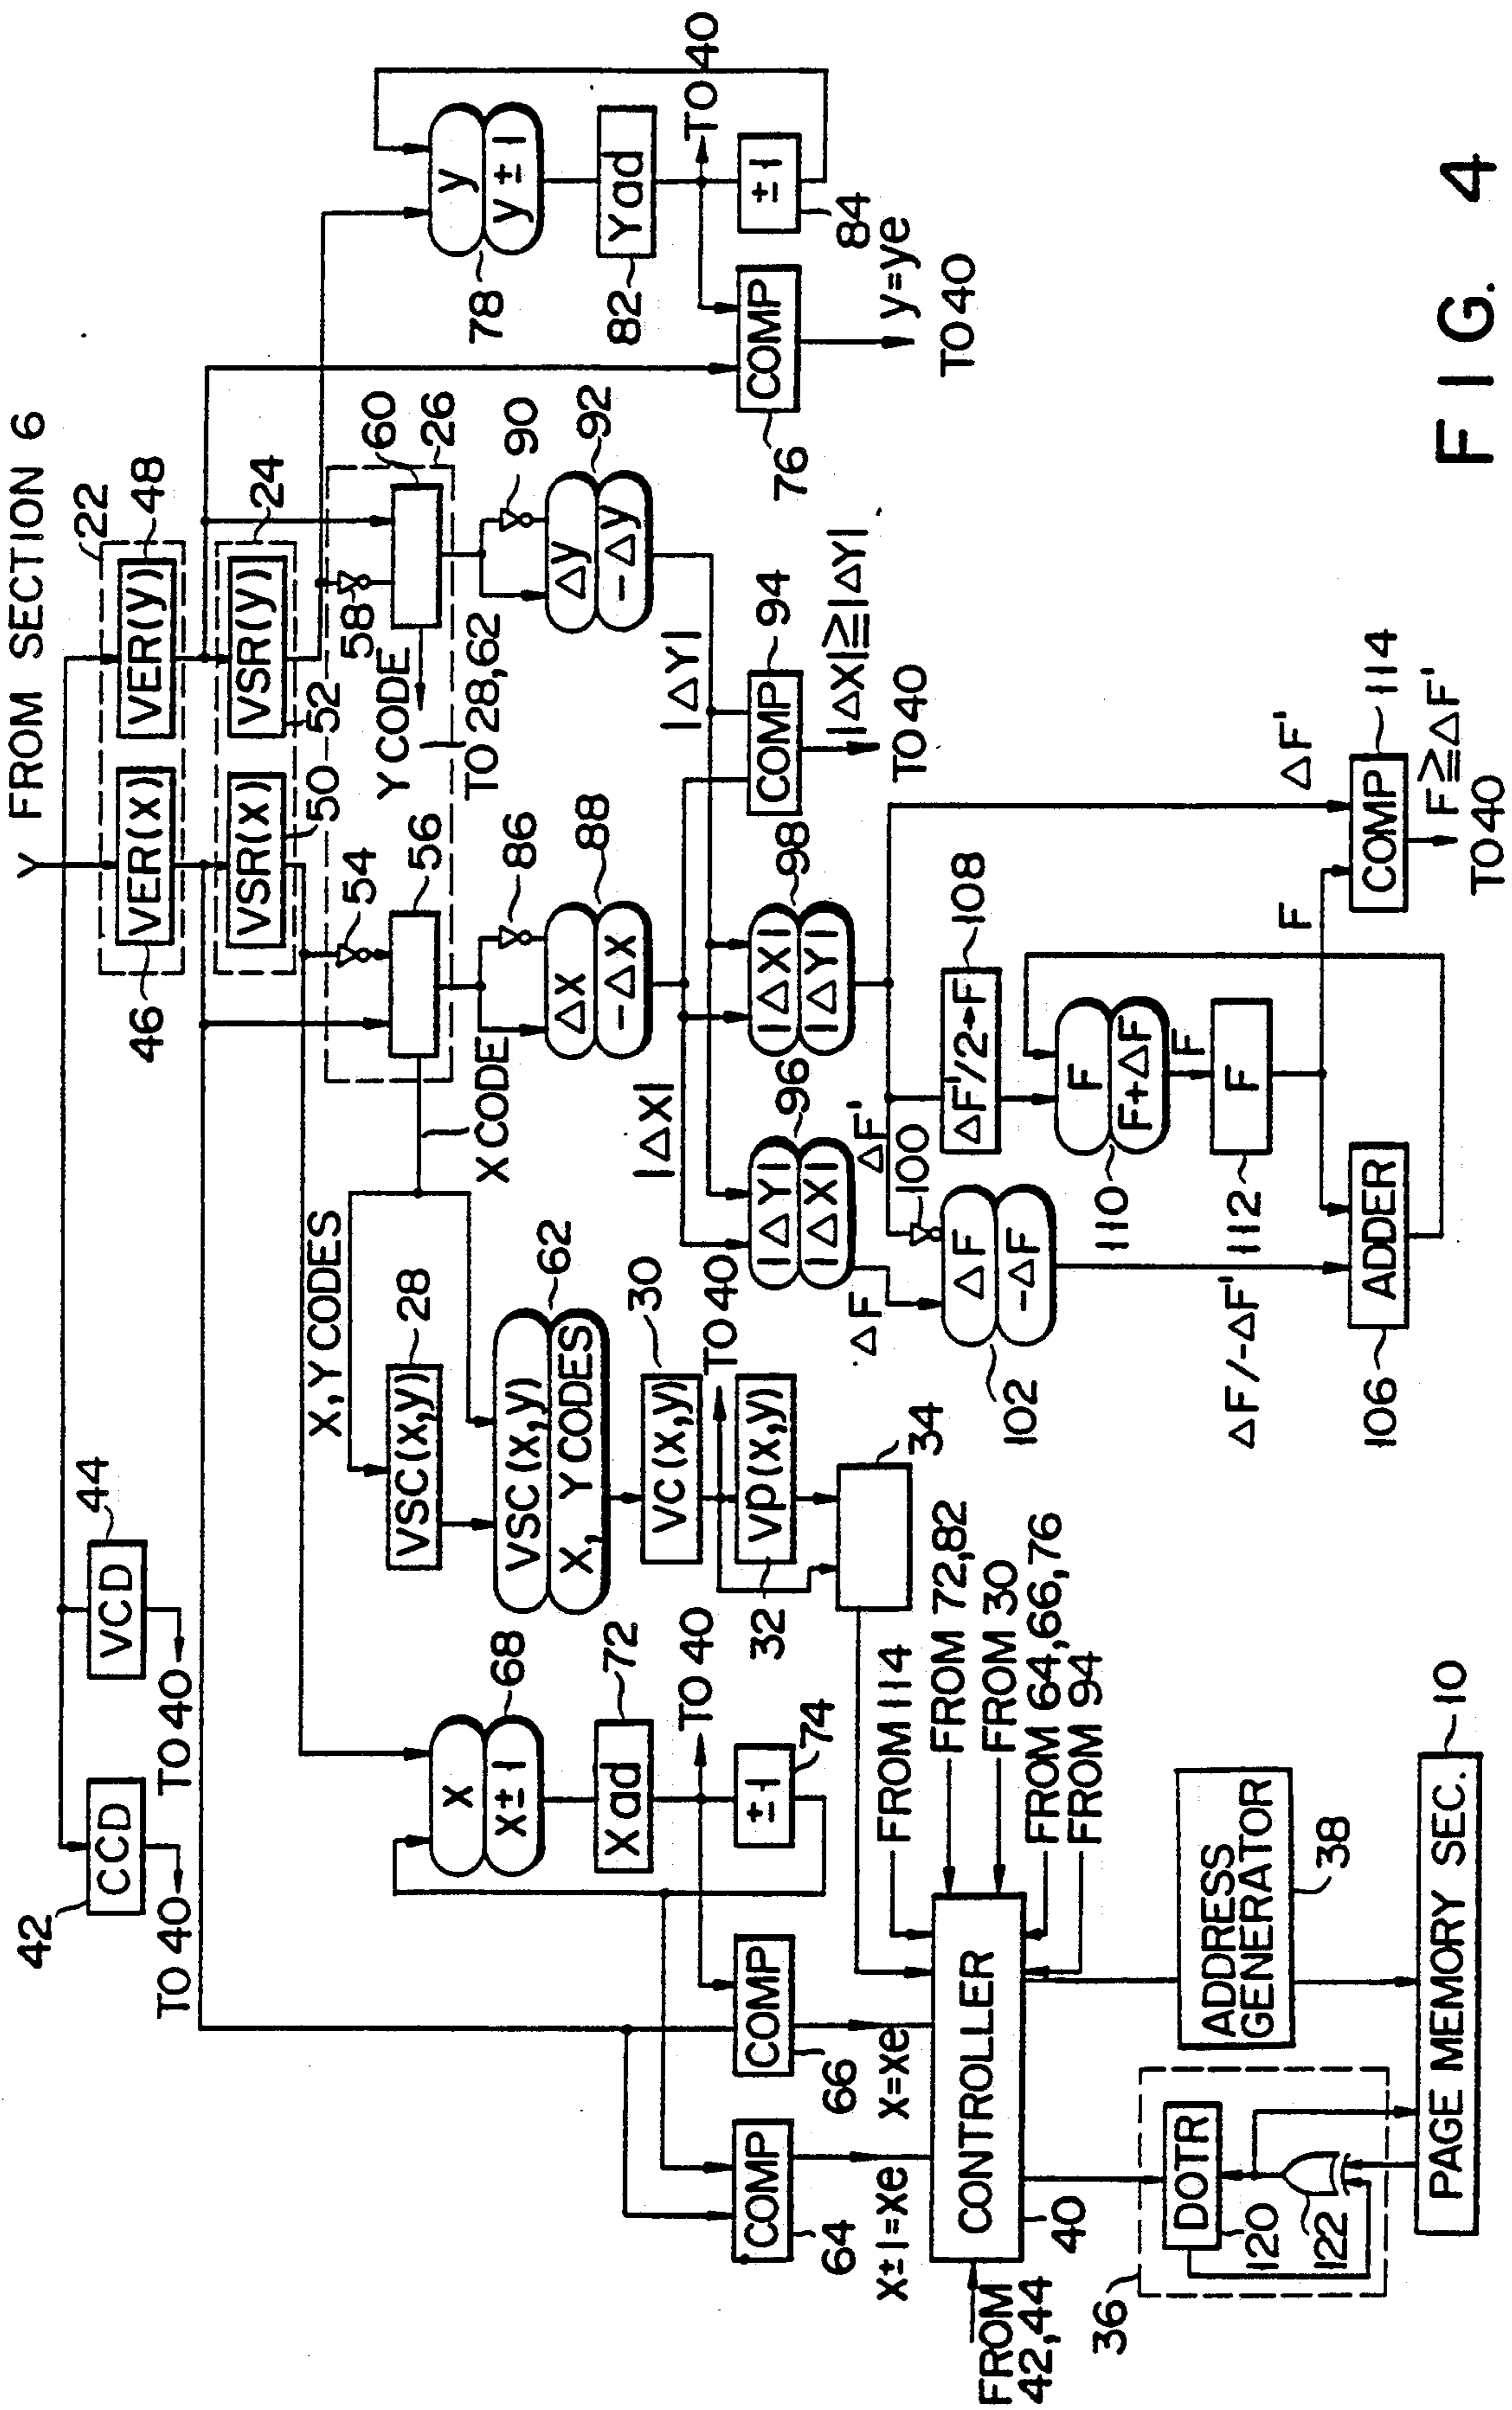 FROM SECTION 6
Y
42
CCD
TO 40
44
VCD
TO 40
22
46
VER(x)
VER(y)
48
24
VSR(x)
50
VSR(y)
52
54
56
58
60
26
Y CODE
TO 28,62
X CODE
X,Y CODES
28
VSC(x,y)
62
VSC(x,y)
X, Y CODES
30
VC(x,y)
TO 40
VP(x,y)
32
34
68
x
x±1
72
Xad
TO 40
±1
74
78
y
y±1
82
Yad
TO 40
±1
84
COMP
76
y=ye
TO 40
86
88
Δx
-Δx
90
92
Δy
-Δy
|ΔX|
|ΔY|
94
COMP
|ΔX|≧|ΔY|
TO 40
96
|ΔY|
|ΔX|
98
|ΔX|
|ΔY|
ΔF
ΔF'
100
102
ΔF
-ΔF
ΔF/-ΔF'
108
ΔF'/2→F
110
F
F+ΔF
F
112
F
106
ADDER
F
ΔF'
COMP
114
F≧ΔF'
TO 40
COMP
66
x=xe
COMP
64
x±1=xe
FROM 114
FROM 72,82
FROM 30
FROM 64,66,76
FROM 94
CONTROLLER
40
FROM
42,44
36
DOTR
120
122
ADDRESS
GENERATOR
38
PAGE MEMORY SEC.
10
FIG. 4